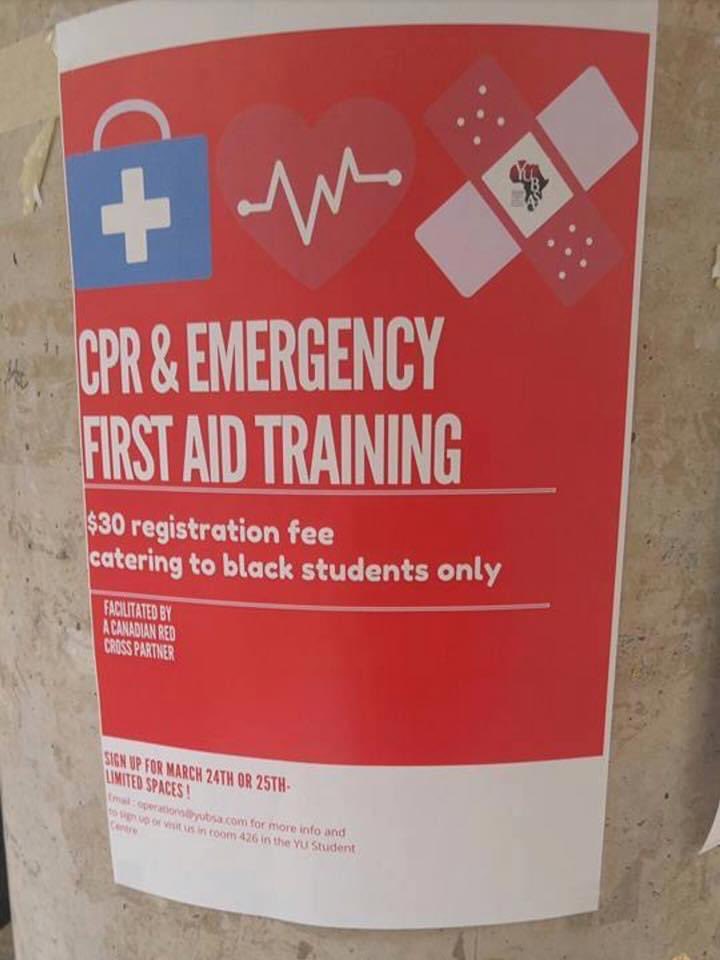 YUBSA
CPR & EMERGENCY
FIRST AID TRAINING
$30 registration fee
catering to black students only
FACILITATED BY
A CANADIAN RED
CROSS PARTNER
SIGN UP FOR MARCH 24TH OR 25TH-
LIMITED SPACES !
Email : operations@yubsa.com for more info and
to sign up or visit us in room 426 in the YU Student
Centre